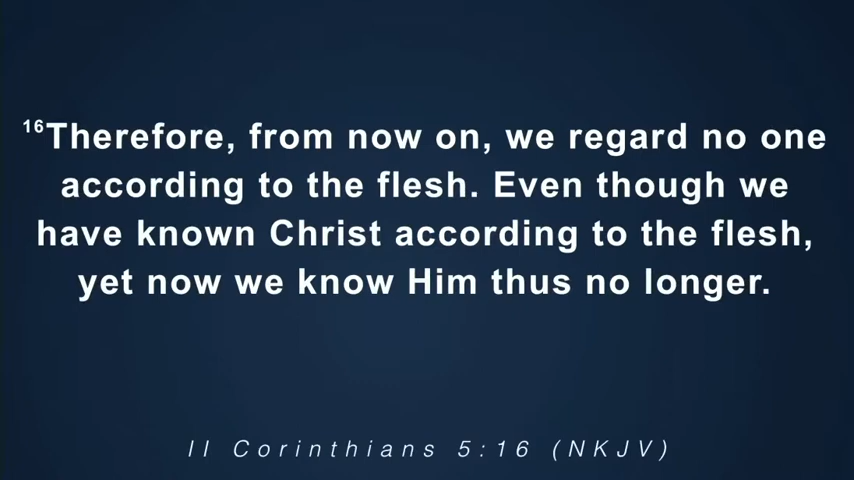 16Therefore, from now on, we regard no one
according to the flesh. Even though we
have known Christ according to the flesh,
yet now we know Him thus no longer.
II Corinthians 5:16 (NKJV)